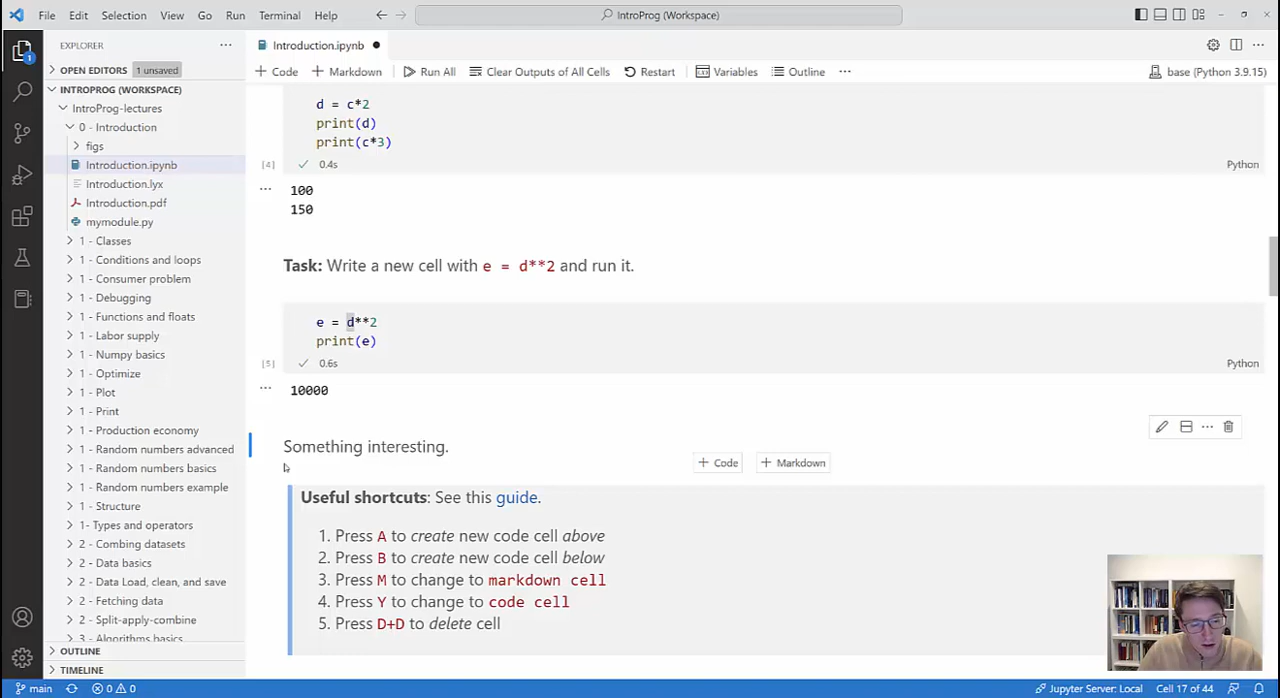 File Edit Selection View Go Run Terminal Help IntroProg (Workspace)
EXPLORER
Introduction.ipynb
OPEN EDITORS 1 unsaved
Code Markdown Run All Clear Outputs of All Cells Restart Variables Outline base (Python 3.9.15)
INTROPROG (WORKSPACE)
IntroProg-lectures
0 - Introduction
figs
Introduction.ipynb
Introduction.lyx
Introduction.pdf
mymodule.py
1 - Classes
1 - Conditions and loops
1 - Consumer problem
1 - Debugging
1 - Functions and floats
1 - Labor supply
1 - Numpy basics
1 - Optimize
1 - Plot
1 - Print
1 - Production economy
1 - Random numbers advanced
1 - Random numbers basics
1 - Random numbers example
1 - Structure
1- Types and operators
2 - Combing datasets
2 - Data basics
2 - Data Load, clean, and save
2 - Fetching data
2 - Split-apply-combine
3 - Algorithms basics
OUTLINE
TIMELINE
d = c*2
print(d)
print(c*3)
[4] 0.4s Python
100
150
Task: Write a new cell with e = d**2 and run it.
e = d**2
print(e)
[5] 0.6s Python
10000
Something interesting.
+ Code + Markdown
Useful shortcuts: See this guide.
1. Press A to create new code cell above
2. Press B to create new code cell below
3. Press M to change to markdown cell
4. Press Y to change to code cell
5. Press D+D to delete cell
main 0 0 Jupyter Server: Local Cell 17 of 44